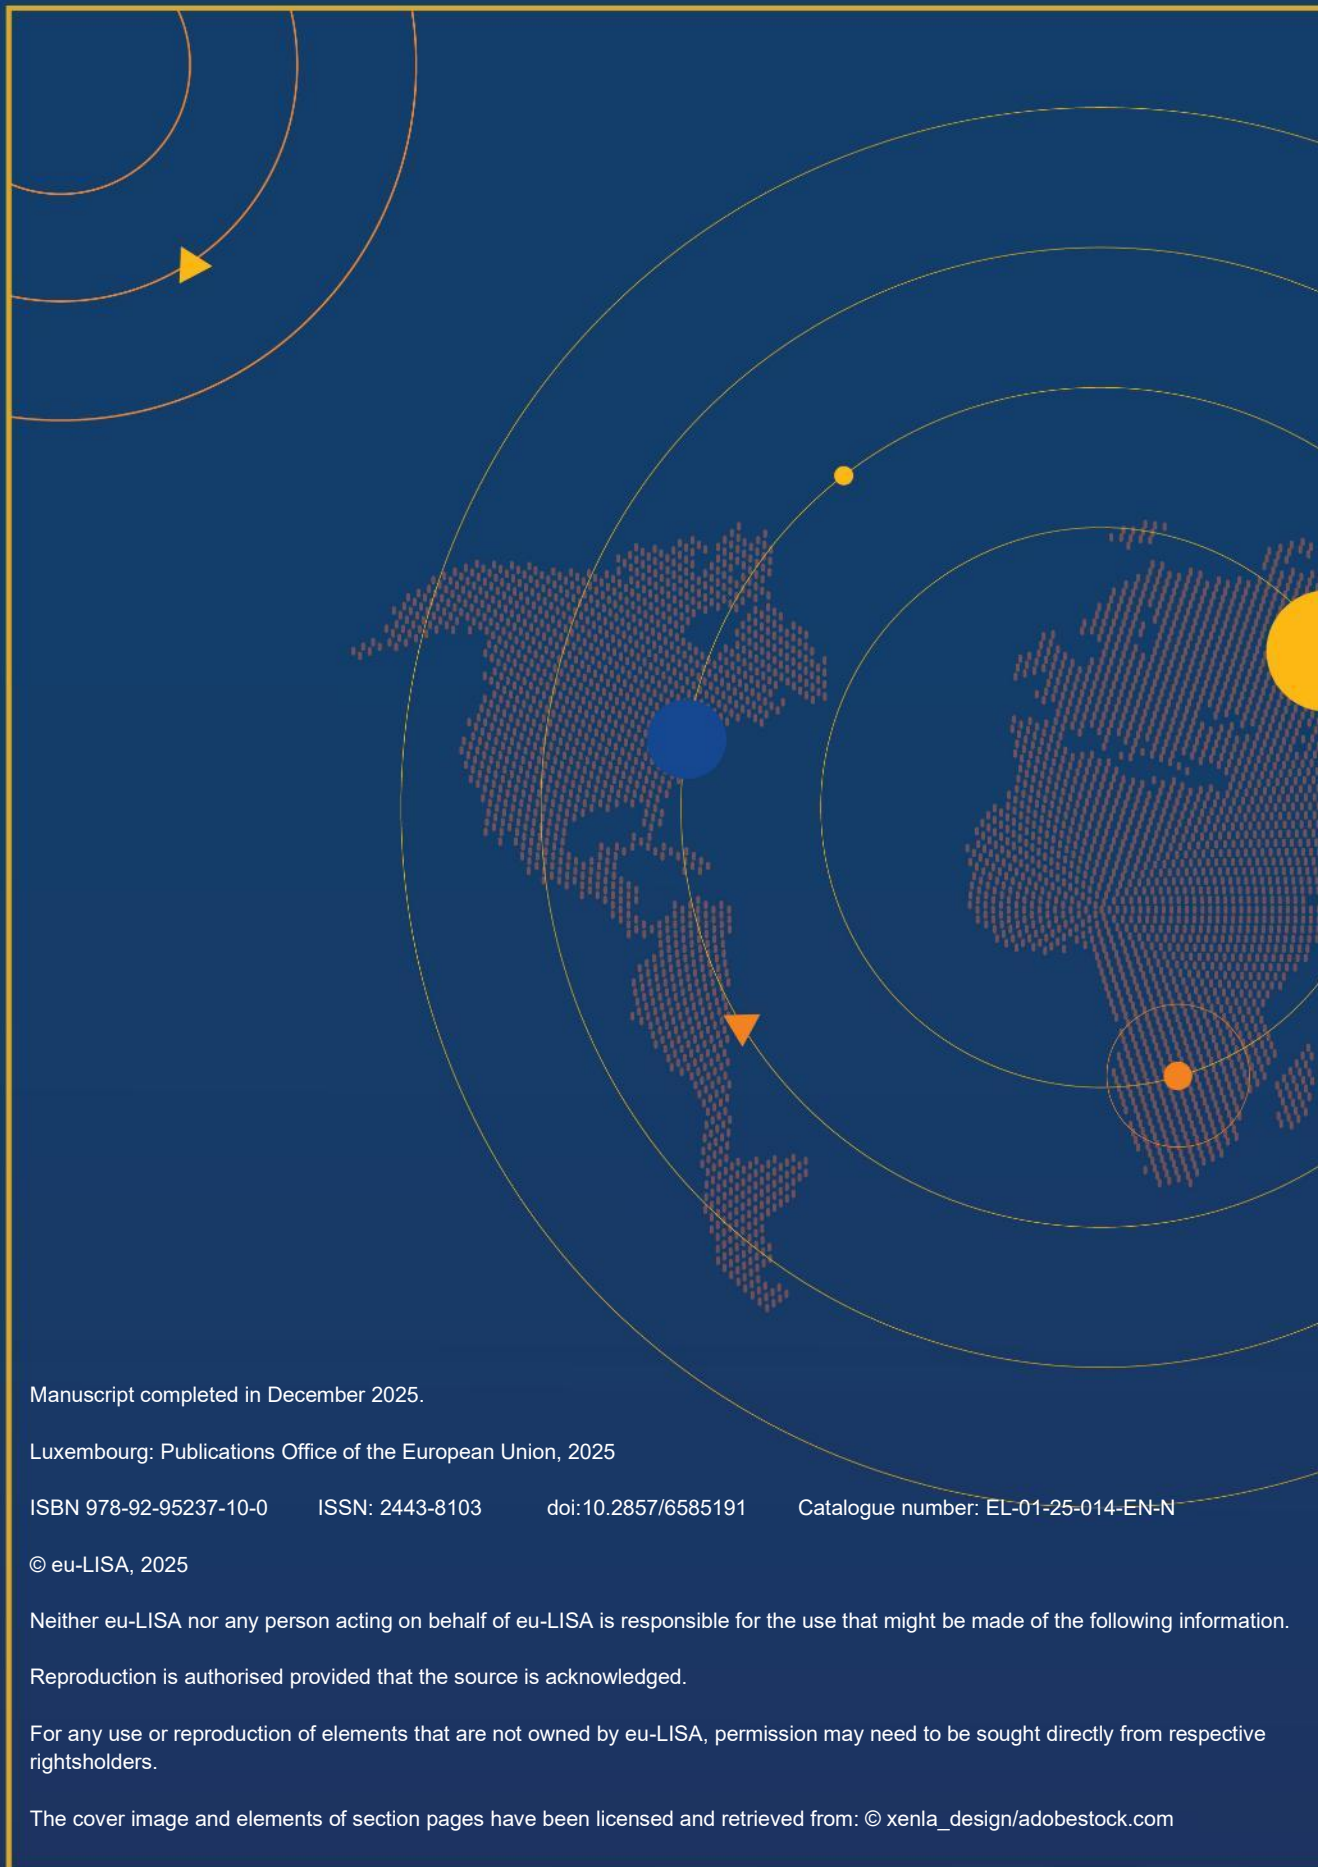 Manuscript completed in December 2025.
Luxembourg: Publications Office of the European Union, 2025
ISBN 978-92-95237-10-0 ISSN: 2443-8103 doi:10.2857/6585191 Catalogue number: EL-01-25-014-EN-N
© eu-LISA, 2025
Neither eu-LISA nor any person acting on behalf of eu-LISA is responsible for the use that might be made of the following information.
Reproduction is authorised provided that the source is acknowledged.
For any use or reproduction of elements that are not owned by eu-LISA, permission may need to be sought directly from respective
rightsholders.
The cover image and elements of section pages have been licensed and retrieved from: © xenla_design/adobestock.com